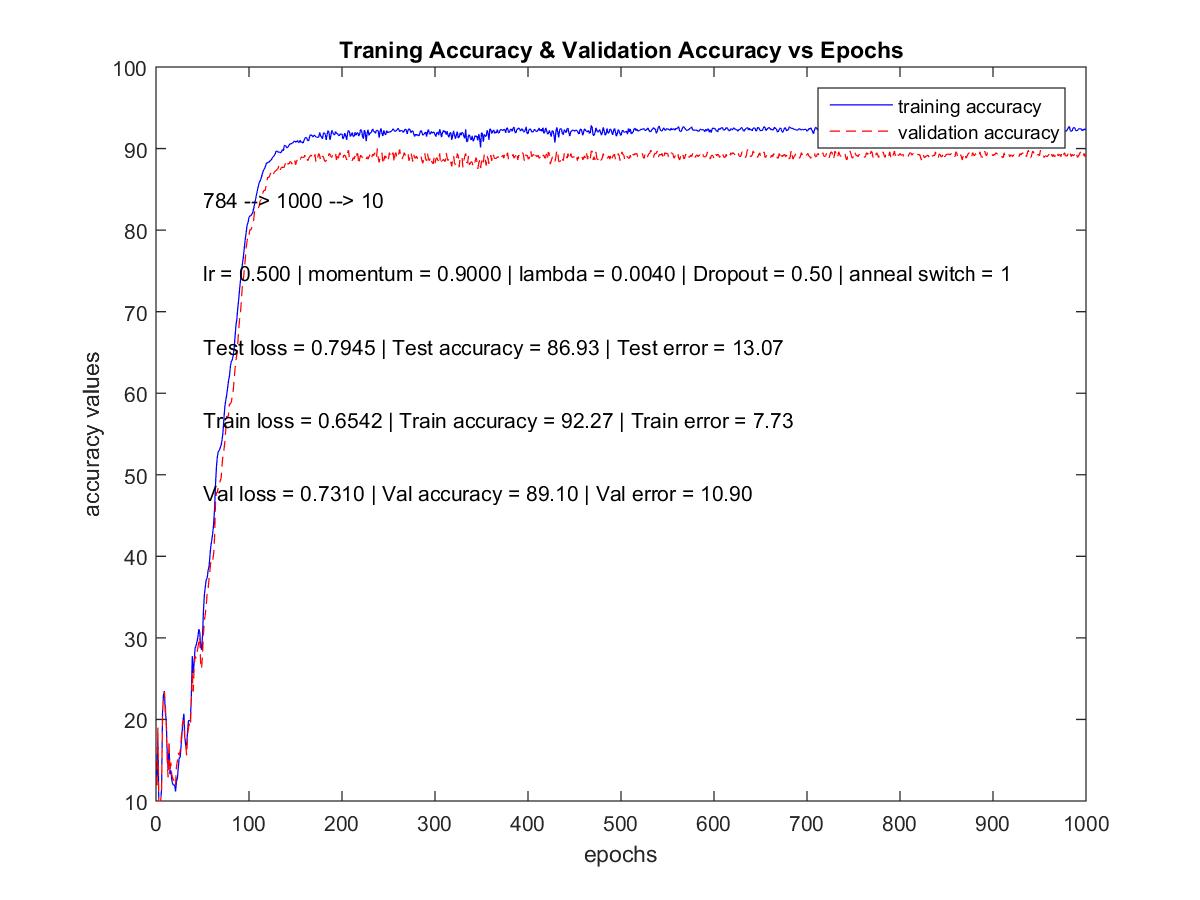 Traning Accuracy & Validation Accuracy vs Epochs
100
90
80
70
60
50
40
30
20
10
accuracy values
training accuracy
validation accuracy
784 --> 1000 --> 10
lr = 0.500 | momentum = 0.9000 | lambda = 0.0040 | Dropout = 0.50 | anneal switch = 1
Test loss = 0.7945 | Test accuracy = 86.93 | Test error = 13.07
Train loss = 0.6542 | Train accuracy = 92.27 | Train error = 7.73
Val loss = 0.7310 | Val accuracy = 89.10 | Val error = 10.90
0 100 200 300 400 500 600 700 800 900 1000
epochs